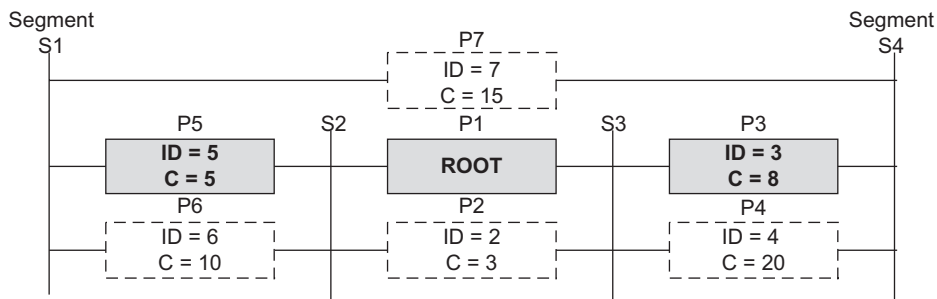 Segment
S1
Segment
S4
P7
ID = 7
C = 15
P5
S2
P1
S3
P3
ID = 5
C = 5
ROOT
ID = 3
C = 8
P6
P2
P4
ID = 6
C = 10
ID = 2
C = 3
ID = 4
C = 20